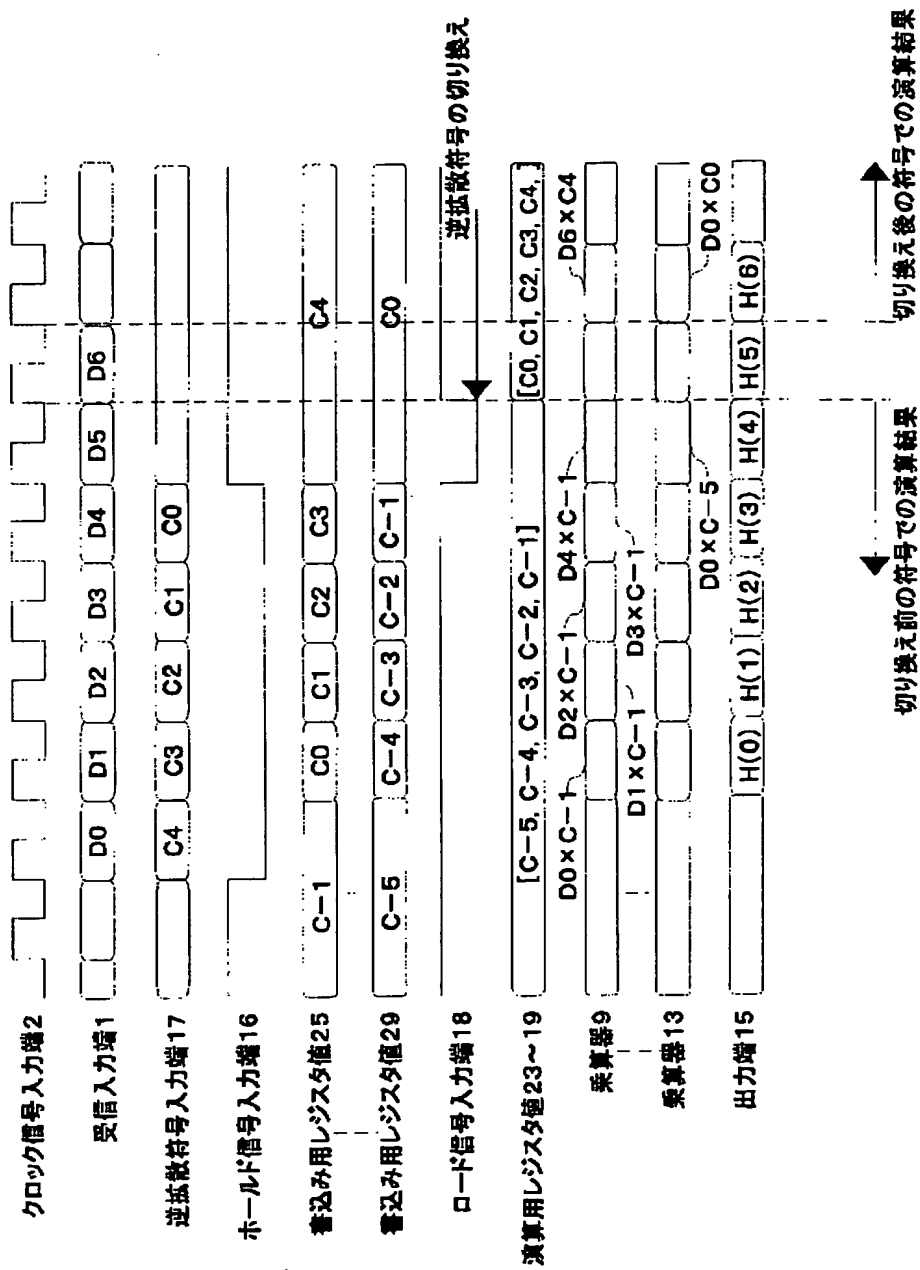 クロック信号入力端2
受信入力端1 D0 D1 D2 D3 D4 D5 D6
逆拡散符号入力端17 C4 C3 C2 C1 C0
ホールド信号入力端16
書込み用レジスタ値25 C-1 C0 C1 C2 C3 C4
書込み用レジスタ値29 C-5 C-4 C-3 C-2 C-1 C0
ロード信号入力端18
逆拡散符号の切り換え
演算用レジスタ値23~19 [C-5, C-4, C-3, C-2, C-1] [C0, C1, C2, C3, C4, ]
D0×C-1 D2×C-1 D4×C-1 D6×C4
乗算器9
D1×C-1 D3×C-1
乗算器13
D0×C-5 D0×C0
出力端15 H(0) H(1) H(2) H(3) H(4) H(5) H(6)
切り換え前の符号での演算結果
切り換え後の符号での演算結果